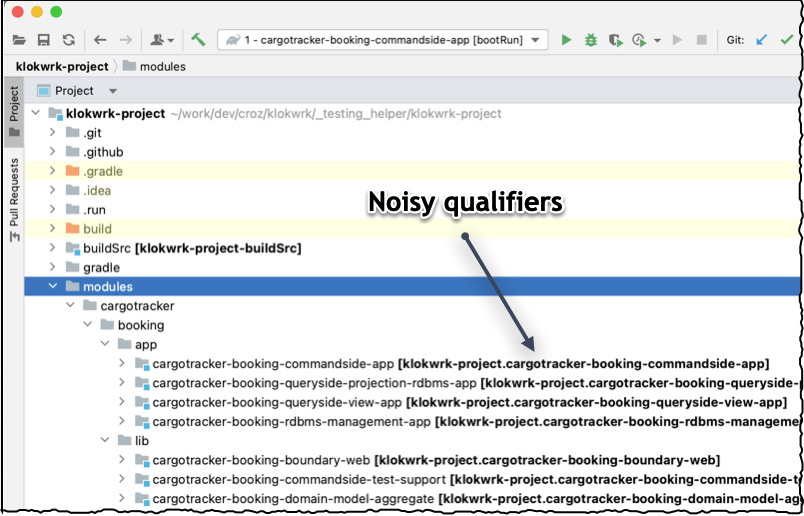 1 - cargotracker-booking-commandside-app [bootRun]
Git:
klokwrk-project
modules
Project
Project
Pull Requests
klokwrk-project ~/work/dev/croz/klokwrk/_testing_helper/klokwrk-project
.git
.github
.gradle
.idea
.run
build
buildSrc [klokwrk-project-buildSrc]
gradle
modules
cargotracker
booking
app
cargotracker-booking-commandside-app [klokwrk-project.cargotracker-booking-commandside-app]
cargotracker-booking-queryside-projection-rdbms-app [klokwrk-project.cargotracker-booking-queryside-
cargotracker-booking-queryside-view-app [klokwrk-project.cargotracker-booking-queryside-view-app]
cargotracker-booking-rdbms-management-app [klokwrk-project.cargotracker-booking-rdbms-manageme
lib
cargotracker-booking-boundary-web [klokwrk-project.cargotracker-booking-boundary-web]
cargotracker-booking-commandside-test-support [klokwrk-project.cargotracker-booking-commandside-t
cargotracker-booking-domain-model-aggregate [klokwrk-project.cargotracker-booking-domain-model-ag
Noisy qualifiers